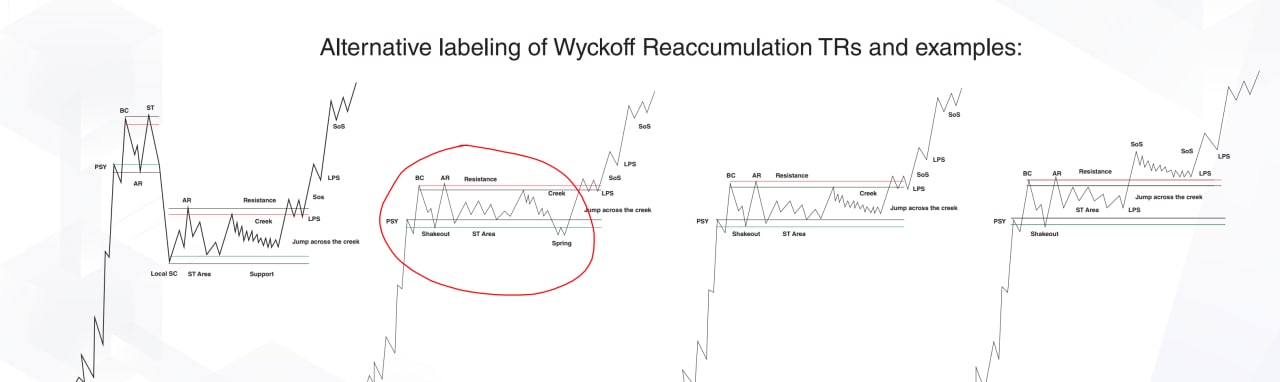 Alternative labeling of Wyckoff Reaccumulation TRs and examples:
BC ST
PSY
AR
AR
Resistance
Sos
LPS
Creek
Jump across the creek
Local SC ST Area Support
LPS
SoS
BC AR Resistance
PSY
Shakeout ST Area
Creek
Spring
Jump across the creek
LPS
SoS
LPS
SoS
BC AR Resistance
PSY
Shakeout ST Area
Creek
Jump across the creek
LPS
SoS
LPS
SoS
BC AR Resistance
PSY
Shakeout
ST Area
LPS
SoS
SoS
LPS
Jump across the creek
LPS